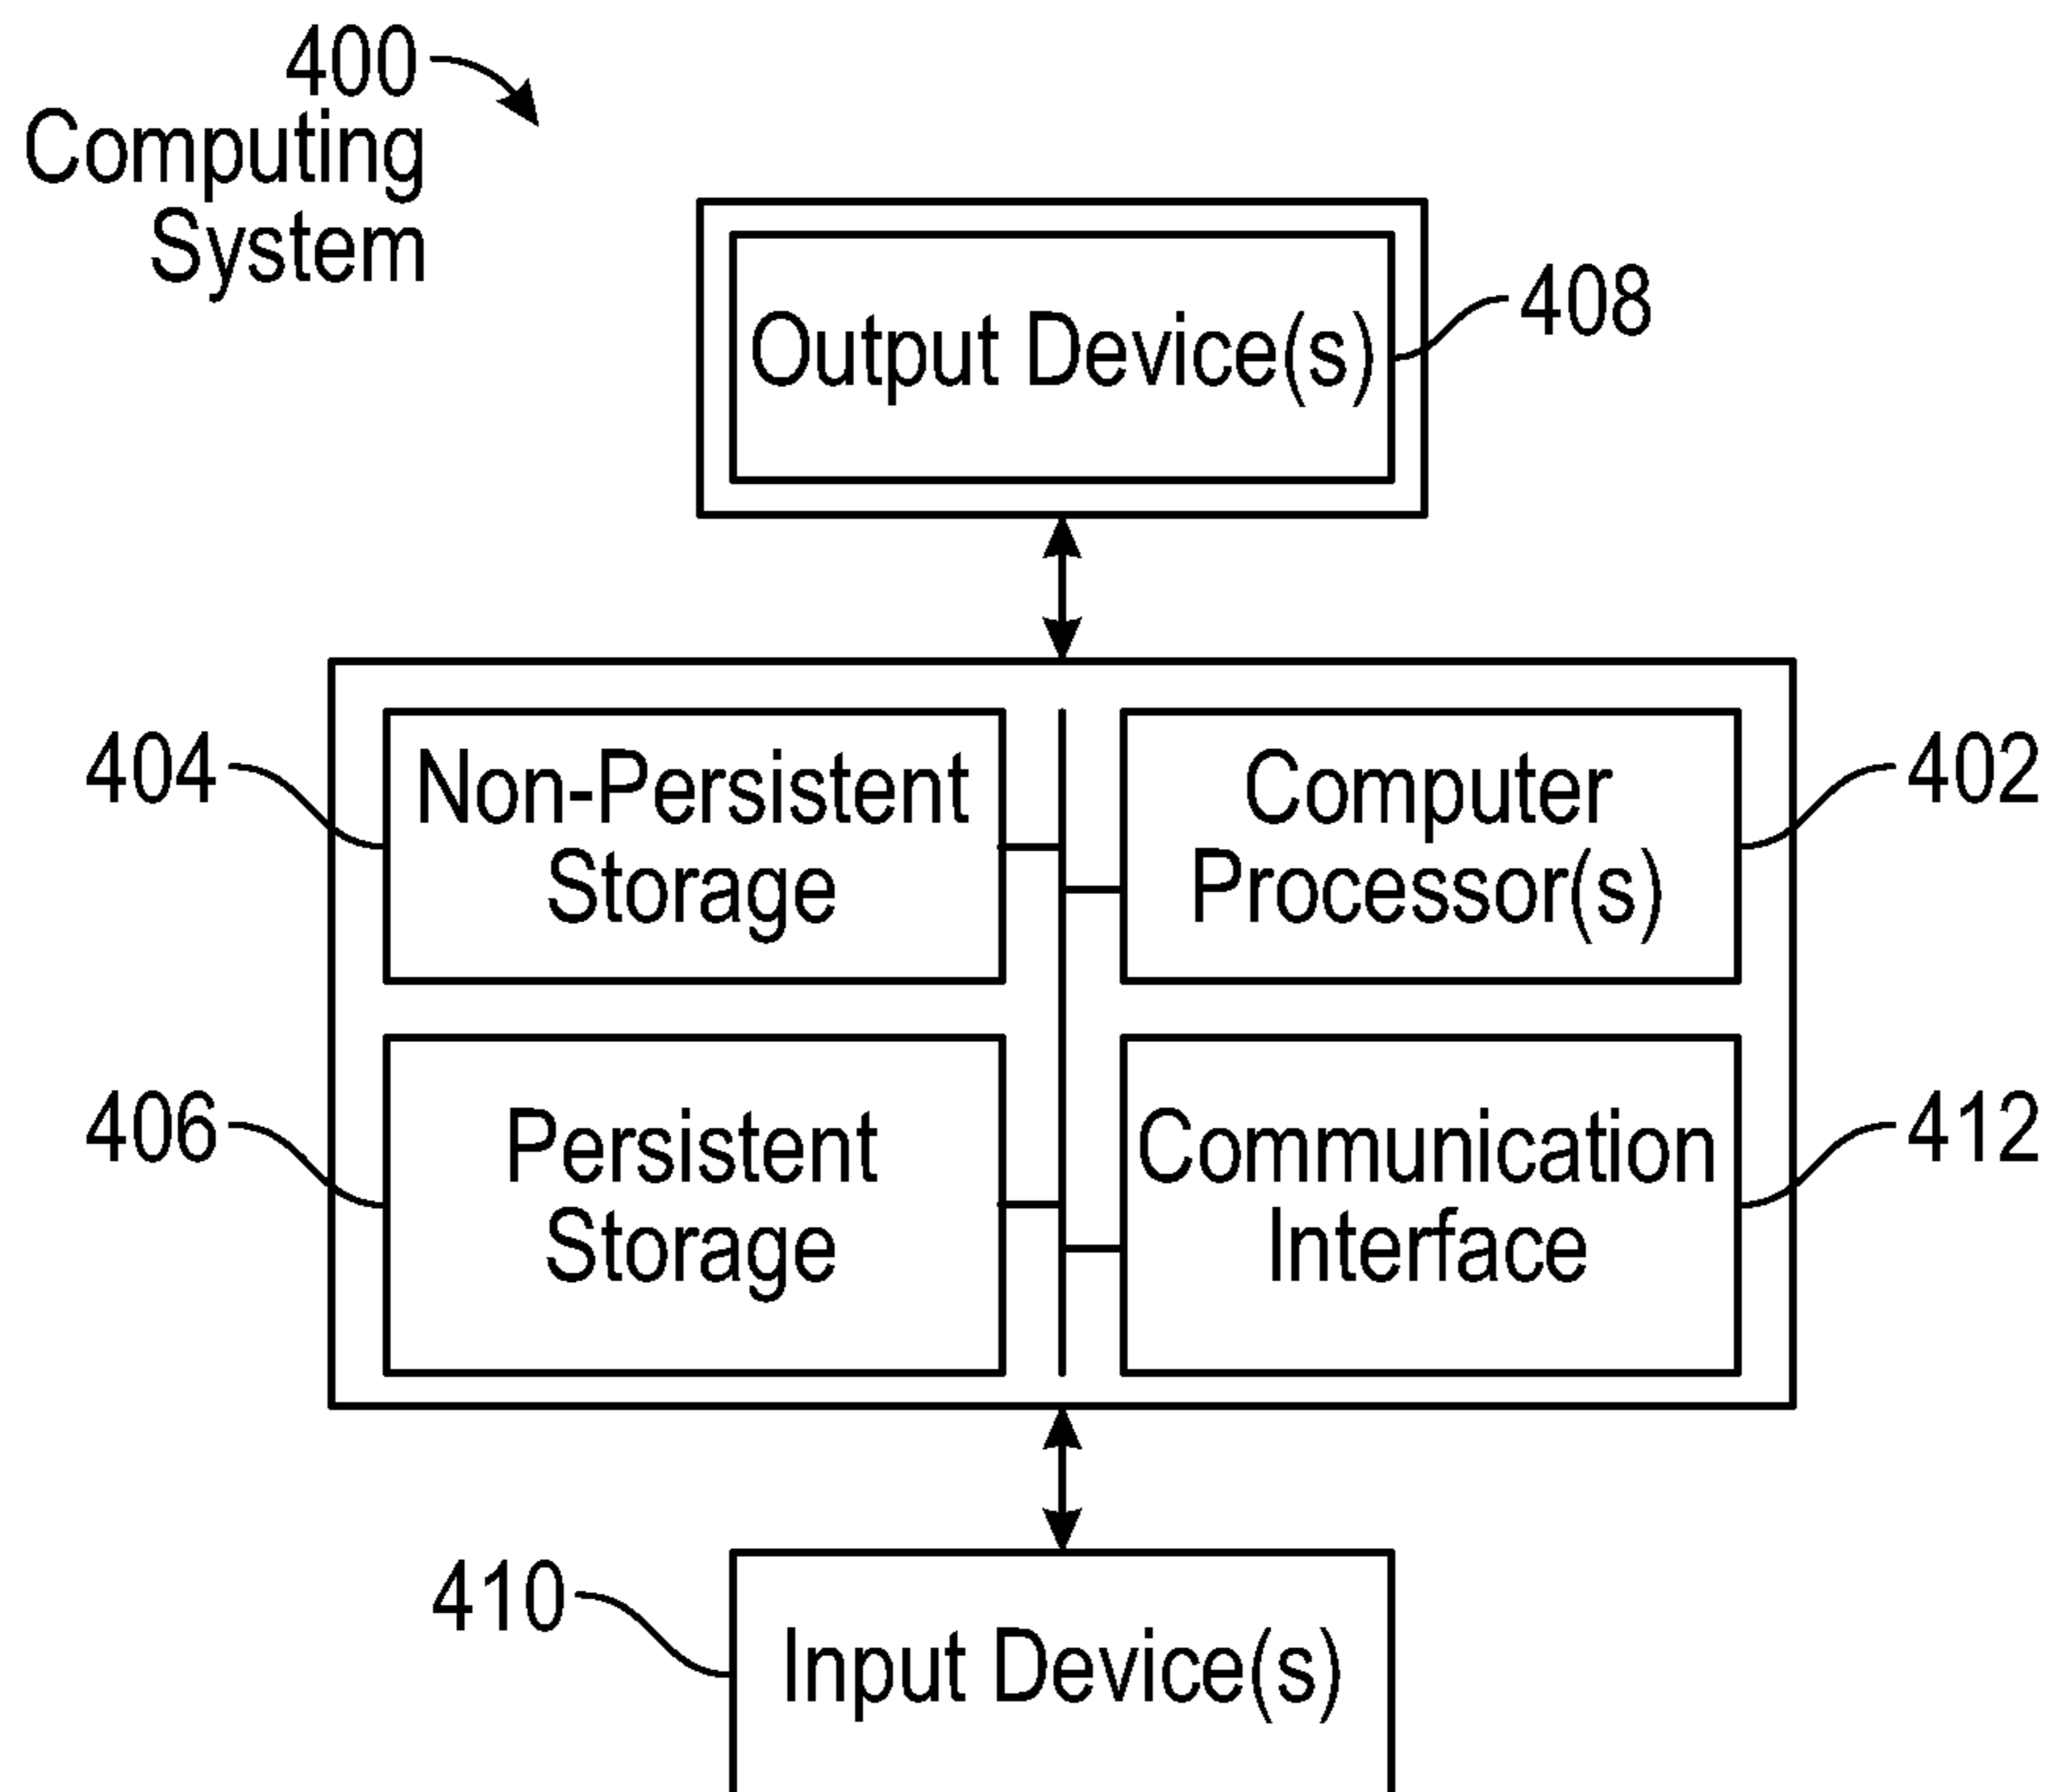 400
Computing
System
Output Device(s)
408
404
Non-Persistent
Storage
Computer
Processor(s)
402
406
Persistent
Storage
Communication
Interface
412
410
Input Device(s)